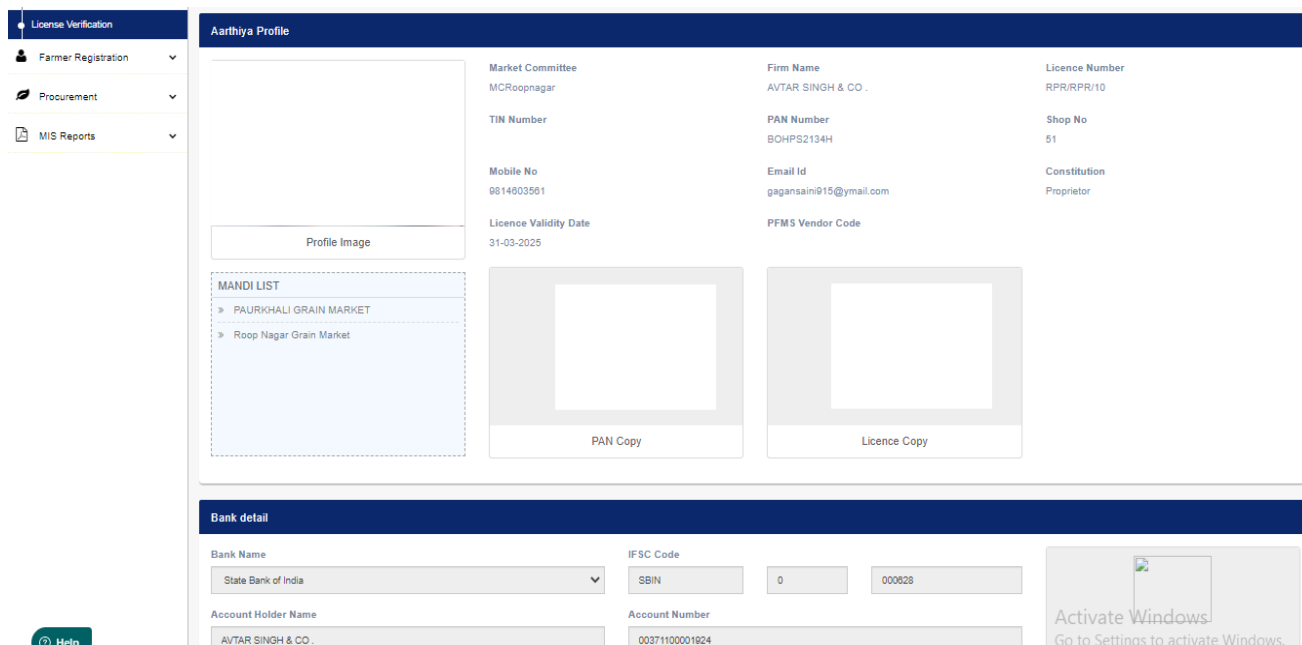 License Verification
Farmer Registration
Procurement
MIS Reports
Help
Aarthiya Profile
Profile Image
Market Committee
MCRoopnagar
Firm Name
AVTAR SINGH & CO .
Licence Number
RPR/RPR/10
TIN Number
PAN Number
BOHPS2134H
Shop No
51
Mobile No
9814603561
Email Id
gagansaini915@ymail.com
Constitution
Proprietor
Licence Validity Date
31-03-2025
PFMS Vendor Code
MANDI LIST
» PAURKHALI GRAIN MARKET
» Roop Nagar Grain Market
PAN Copy
Licence Copy
Bank detail
Bank Name
State Bank of India
IFSC Code
SBIN 0 000628
Account Holder Name
AVTAR SINGH & CO .
Account Number
00371100001924
Activate Windows
Go to Settings to activate Windows.